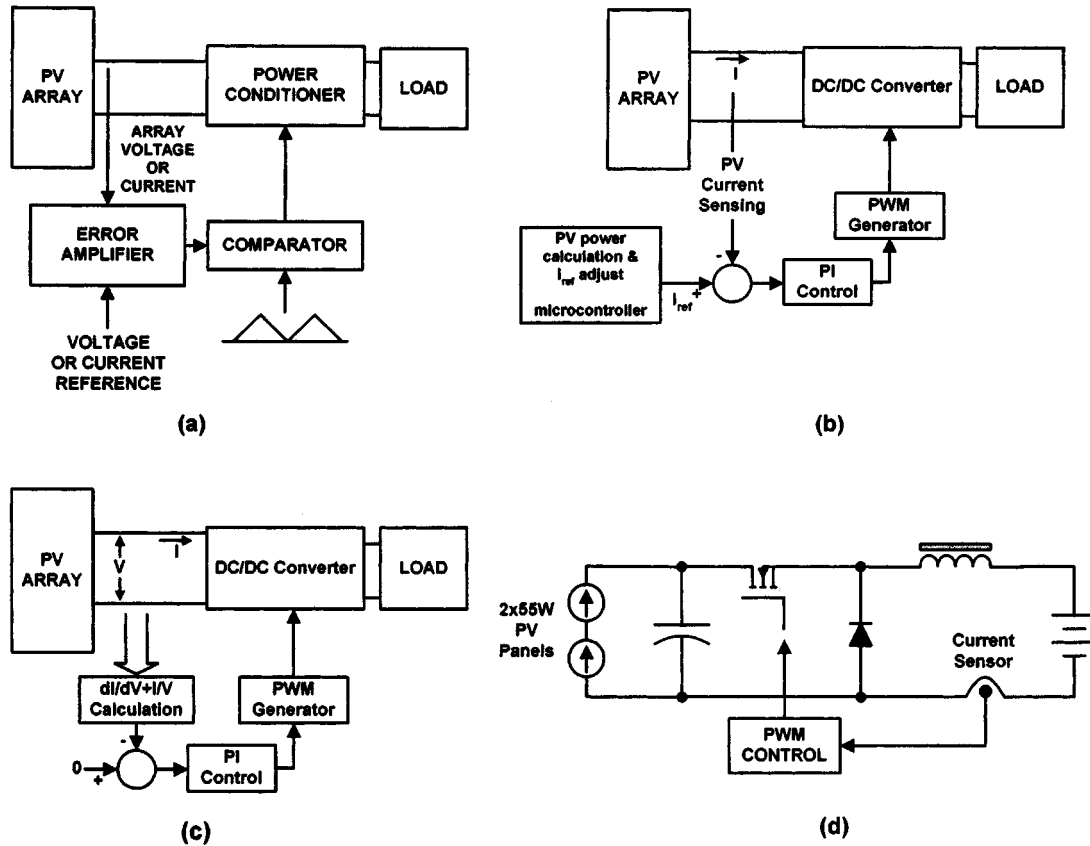 PV
ARRAY
POWER
CONDITIONER
LOAD
ARRAY
VOLTAGE
OR
CURRENT
ERROR
AMPLIFIER
COMPARATOR
VOLTAGE
OR CURRENT
REFERENCE
(a)
PV
ARRAY
I
DC/DC Converter
LOAD
PV
Current
Sensing
PWM
Generator
PV power
calculation &
Iref adjust
microcontroller
Iref
+
-
PI
Control
(b)
PV
ARRAY
V
I
DC/DC Converter
LOAD
dI/dV+I/V
Calculation
PWM
Generator
-
0
+
PI
Control
(c)
2x55W
PV
Panels
Current
Sensor
PWM
CONTROL
(d)